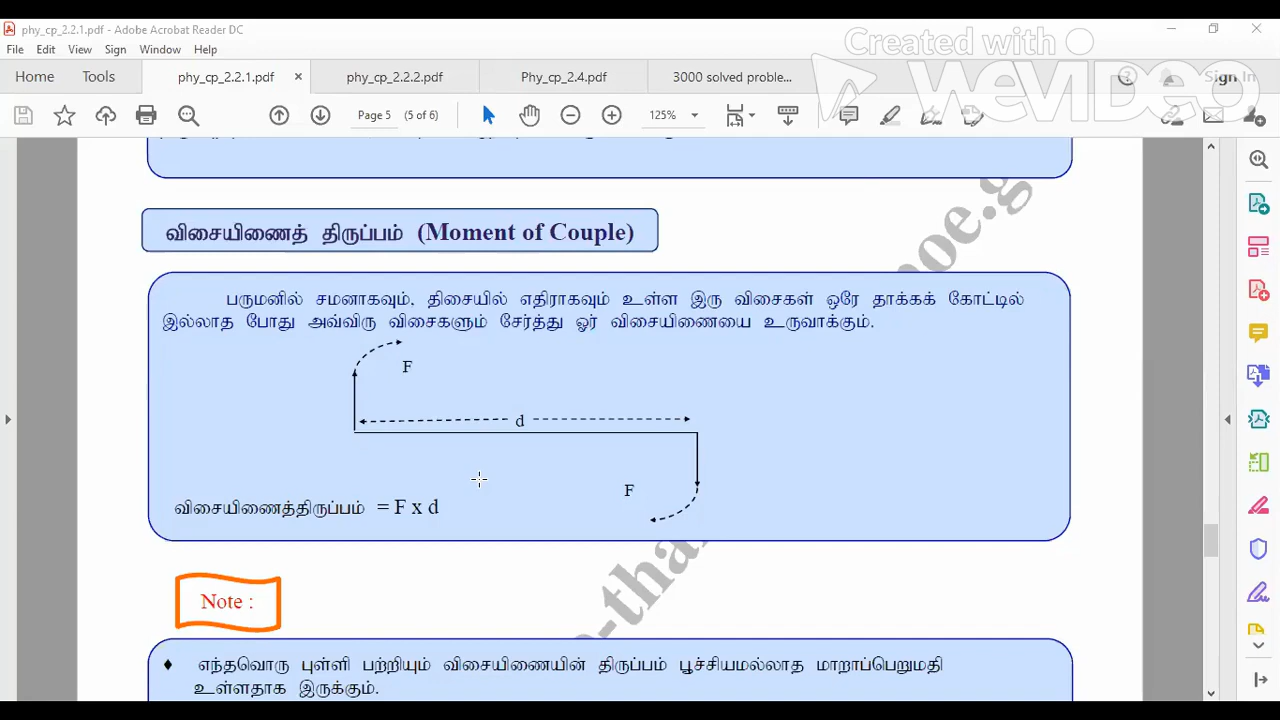 phy_cp_2.2.1.pdf - Adobe Acrobat Reader DC
File Edit View Sign Window Help
Created with
WeVideo
Home Tools phy_cp_2.2.1.pdf × phy_cp_2.2.2.pdf Phy_cp_2.4.pdf 3000 solved proble... Sign In
Page 5 (5 of 6) 125%
விசையிணைத் திருப்பம் (Moment of Couple)
பருமனில் சமனாகவும், திசையில் எதிராகவும் உள்ள இரு விசைகள் ஒரே தாக்கக் கோட்டில்
இல்லாத போது அவ்விரு விசைகளும் சேர்த்து ஓர் விசையிணையை உருவாக்கும்.
F
d
F
விசையிணைத்திருப்பம் = F x d
Note :
♦ எந்தவொரு புள்ளி பற்றியும் விசையிணையின் திருப்பம் பூச்சியமல்லாத மாறாப்பெறுமதி
உள்ளதாக இருக்கும்.